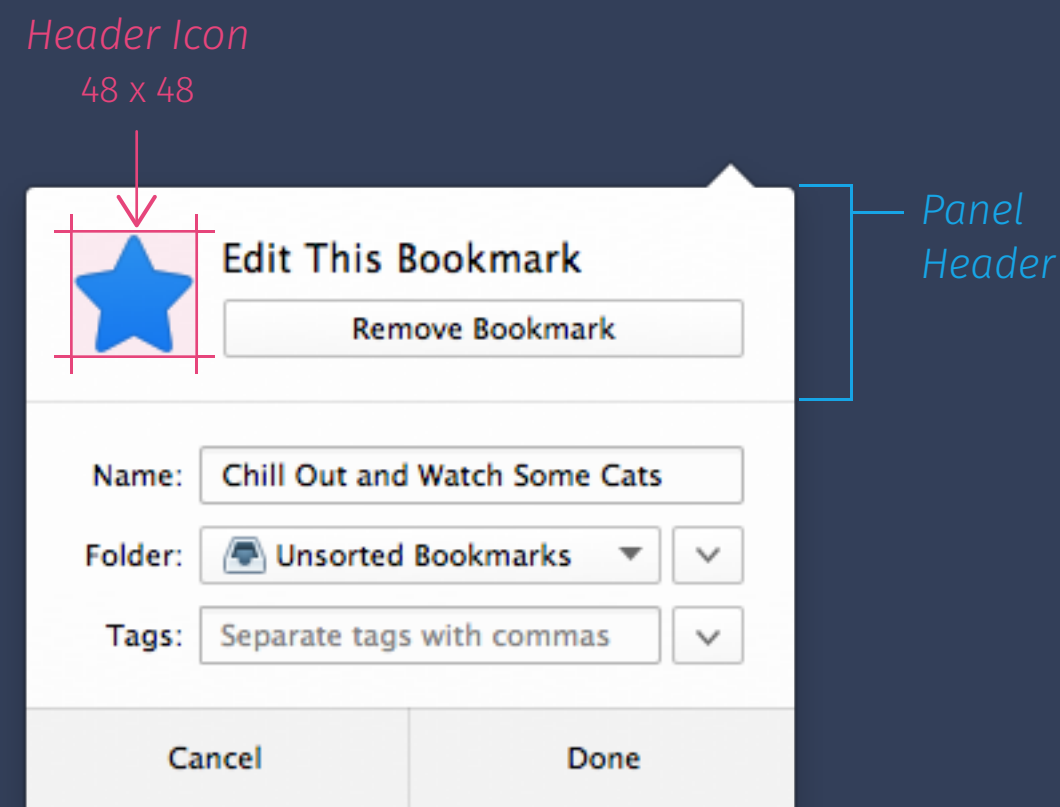 Header Icon
48 x 48
Panel
Header
Edit This Bookmark
Remove Bookmark
Name: Chill Out and Watch Some Cats
Folder: Unsorted Bookmarks
Tags: Separate tags with commas
Cancel Done